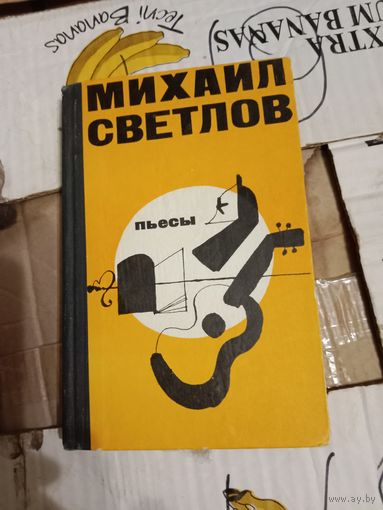 Tecni Bananas
EXTRA
UM BANANAS
МИХАИЛ
СВЕТЛОВ
пьесы
www.ay.by